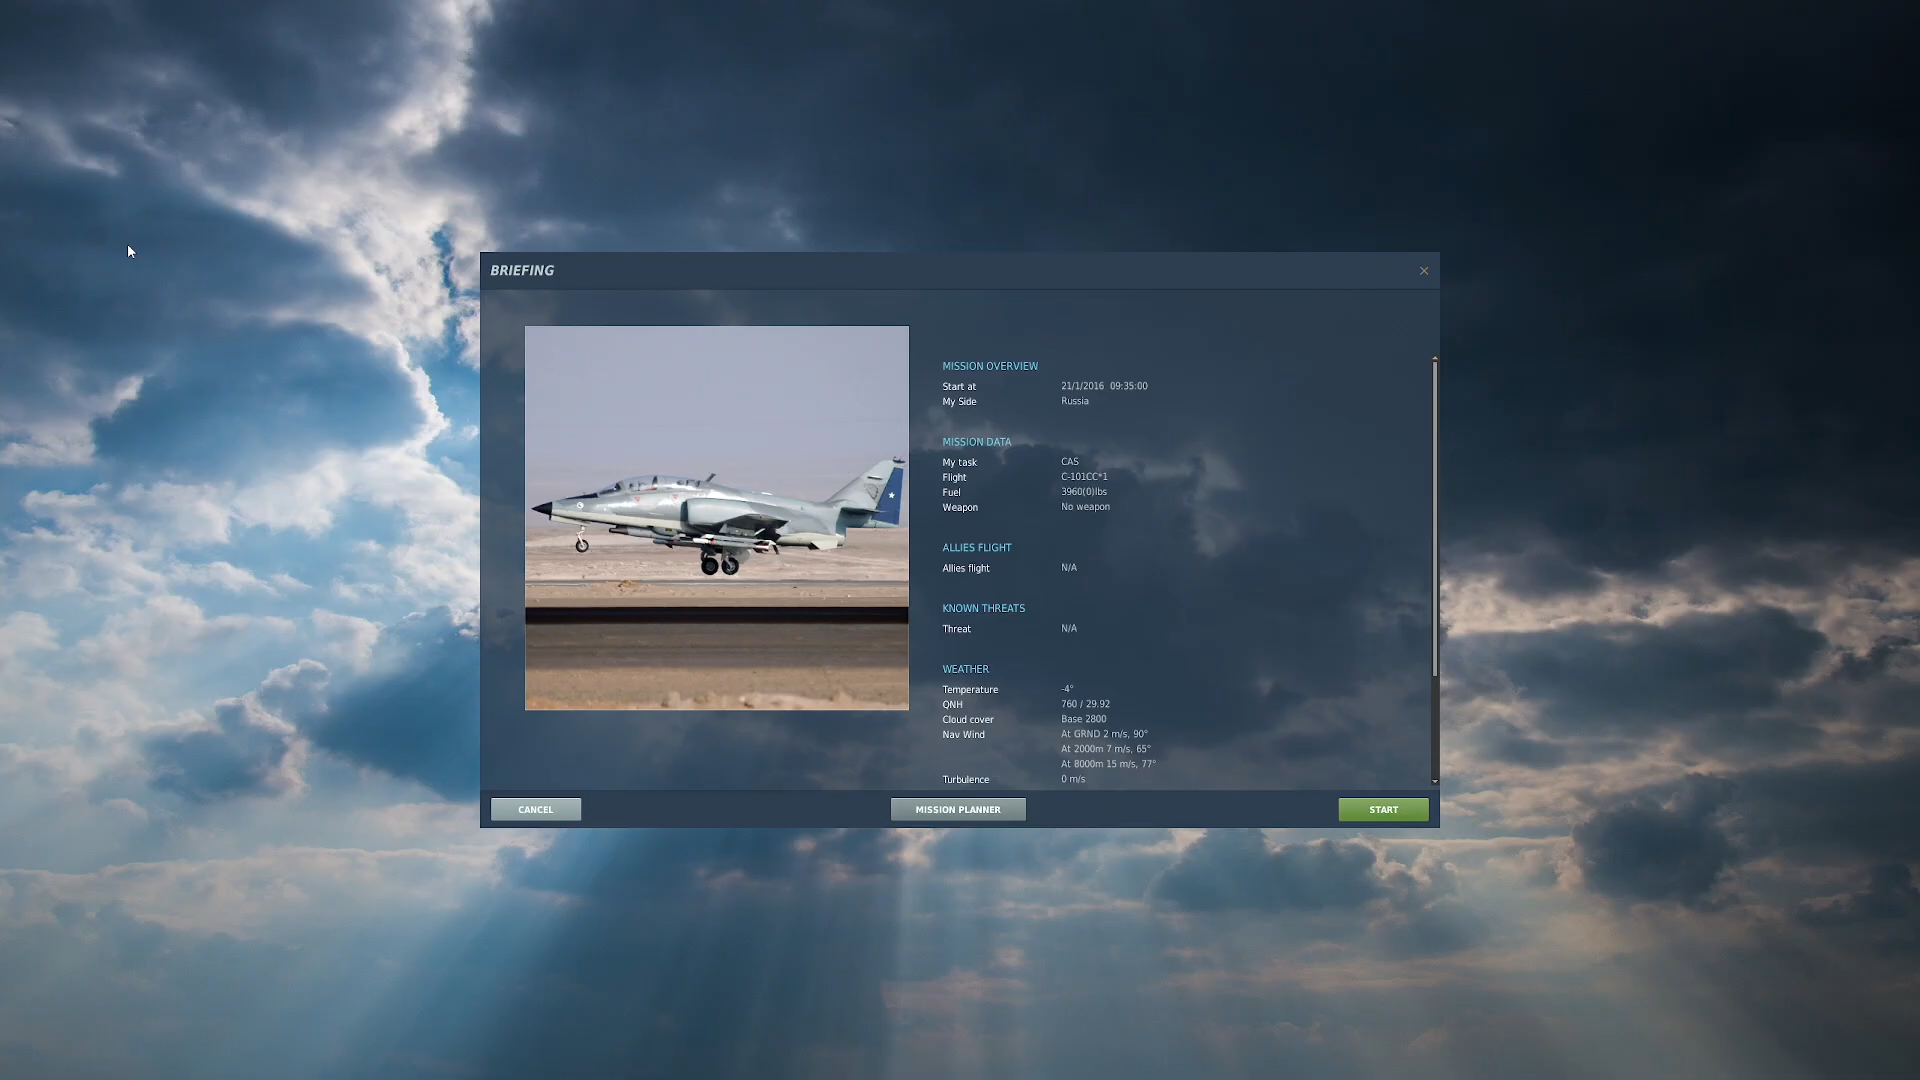 BRIEFING
MISSION OVERVIEW
Start at 21/1/2016 09:35:00
My Side Russia
MISSION DATA
My task CAS
Flight C-101CC*1
Fuel 3960(0)lbs
Weapon No weapon
ALLIES FLIGHT
Allies flight N/A
KNOWN THREATS
Threat N/A
WEATHER
Temperature -4°
QNH 760 / 29.92
Cloud cover Base 2800
Nav Wind At GRND 2 m/s, 90°
At 2000m 7 m/s, 65°
At 8000m 15 m/s, 77°
Turbulence 0 m/s
CANCEL MISSION PLANNER START